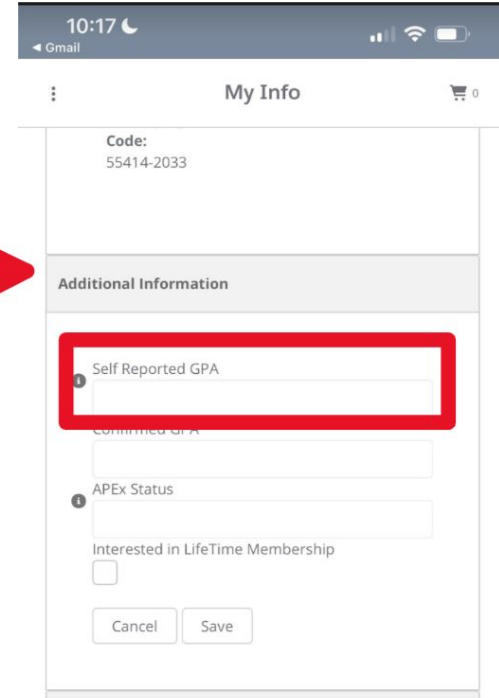 10:17
◄ Gmail
My Info
0
Code:
55414-2033
Additional Information
Self Reported GPA
Confirmed GPA
APEx Status
Interested in LifeTime Membership
Cancel Save